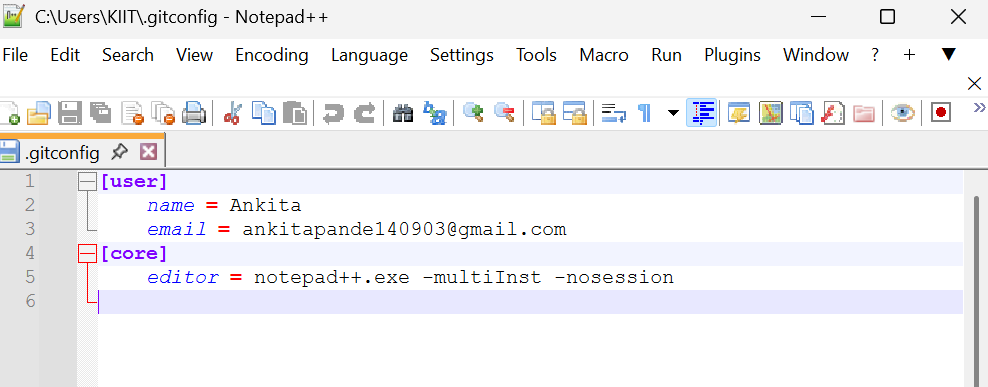 C:\Users\KIIT\.gitconfig - Notepad++
File Edit Search View Encoding Language Settings Tools Macro Run Plugins Window ? + ▼
.gitconfig
1 [user]
2 name = Ankita
3 email = ankitapande140903@gmail.com
4 [core]
5 editor = notepad++.exe -multiInst -nosession
6